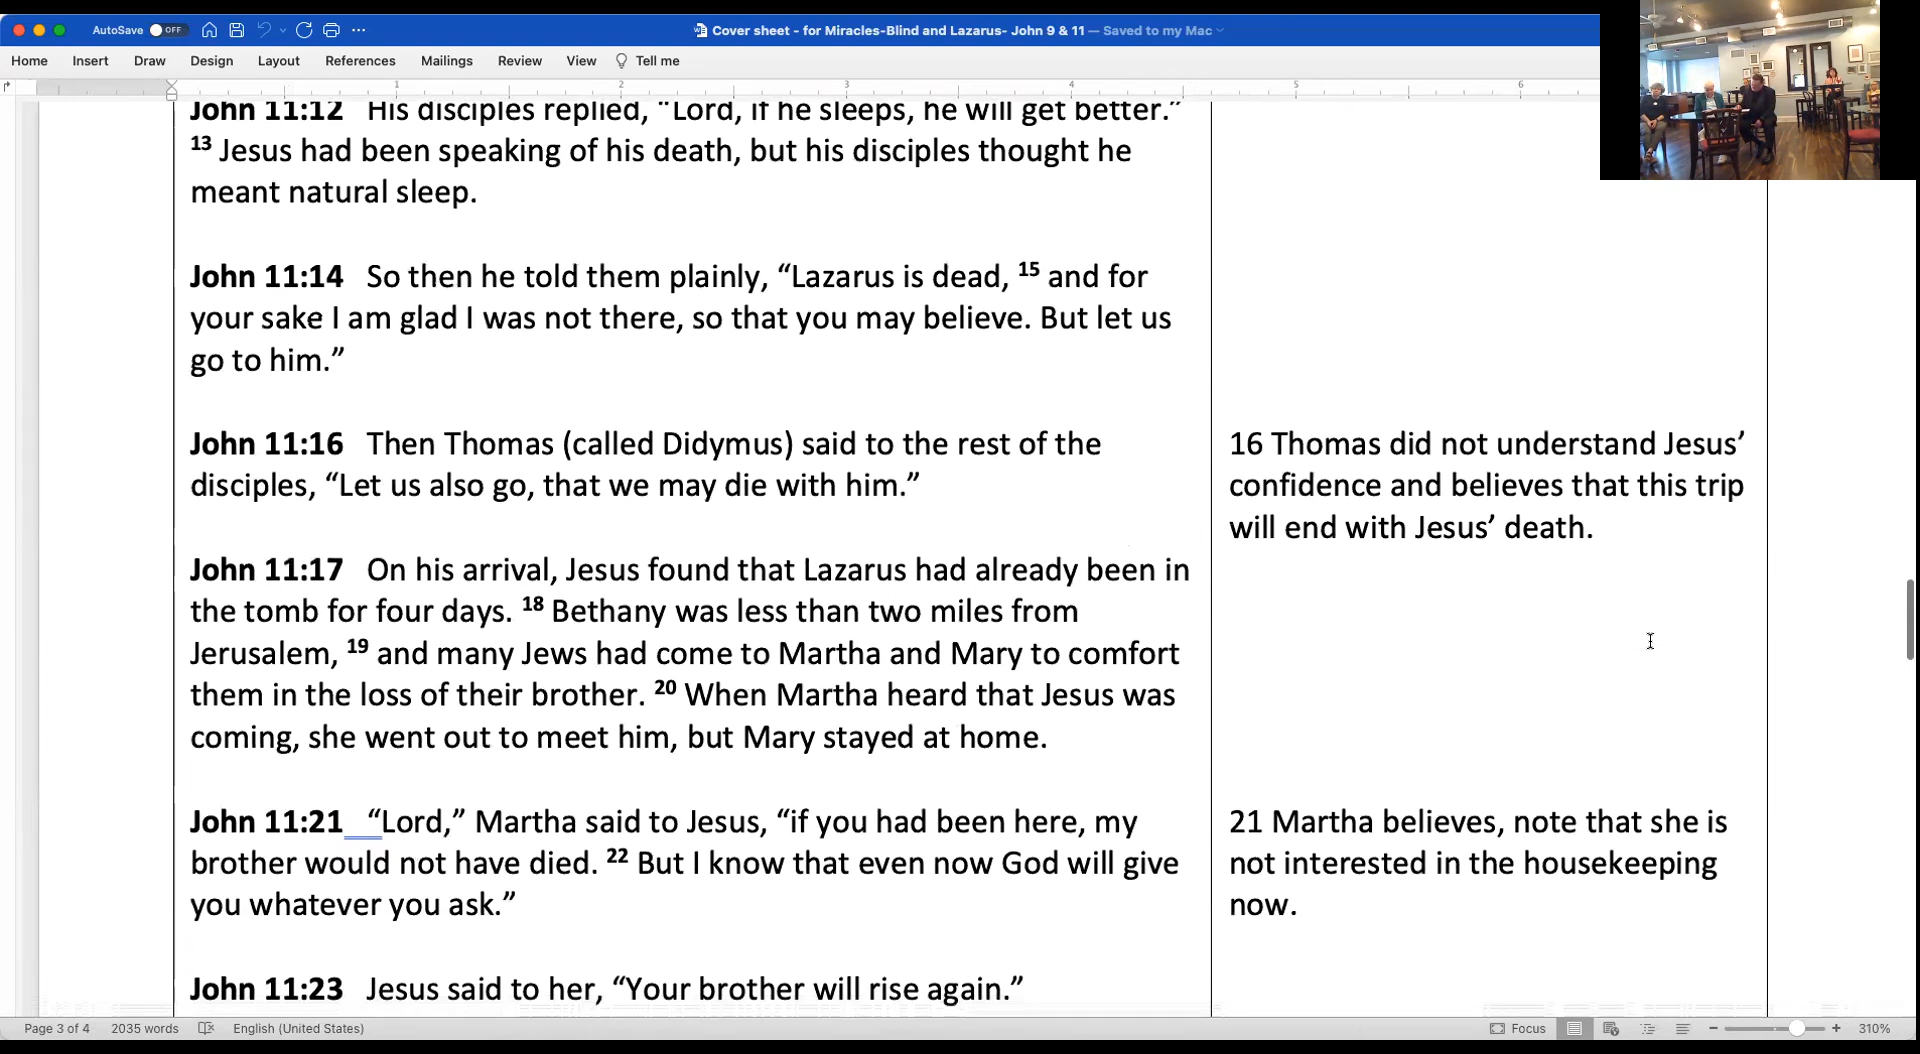 AutoSave OFF
Cover sheet - for Miracles-Blind and Lazarus- John 9 & 11 — Saved to my Mac
Home Insert Draw Design Layout References Mailings Review View Tell me
1 2 3 4 5 6
John 11:12 His disciples replied, “Lord, if he sleeps, he will get better.”
13 Jesus had been speaking of his death, but his disciples thought he
meant natural sleep.
John 11:14 So then he told them plainly, “Lazarus is dead, 15 and for
your sake I am glad I was not there, so that you may believe. But let us
go to him.”
John 11:16 Then Thomas (called Didymus) said to the rest of the
disciples, “Let us also go, that we may die with him.”
16 Thomas did not understand Jesus’
confidence and believes that this trip
will end with Jesus’ death.
John 11:17 On his arrival, Jesus found that Lazarus had already been in
the tomb for four days. 18 Bethany was less than two miles from
Jerusalem, 19 and many Jews had come to Martha and Mary to comfort
them in the loss of their brother. 20 When Martha heard that Jesus was
coming, she went out to meet him, but Mary stayed at home.
John 11:21 “Lord,” Martha said to Jesus, “if you had been here, my
brother would not have died. 22 But I know that even now God will give
you whatever you ask.”
21 Martha believes, note that she is
not interested in the housekeeping
now.
John 11:23 Jesus said to her, “Your brother will rise again.”
Page 3 of 4 2035 words English (United States) Focus 310%